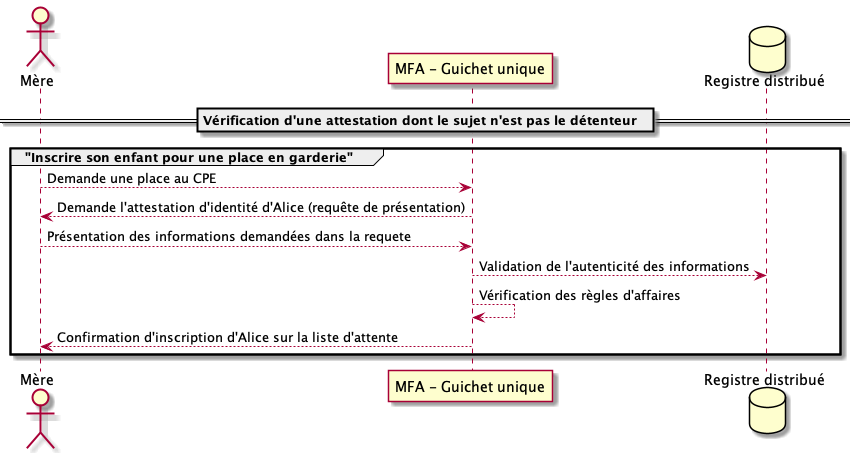 Mère
MFA - Guichet unique
Registre distribué
Vérification d'une attestation dont le sujet n'est pas le détenteur
"Inscrire son enfant pour une place en garderie"
Demande une place au CPE
Demande l'attestation d'identité d'Alice (requête de présentation)
Présentation des informations demandées dans la requete
Validation de l'autenticité des informations
Vérification des règles d'affaires
Confirmation d'inscription d'Alice sur la liste d'attente
Mère
MFA - Guichet unique
Registre distribué